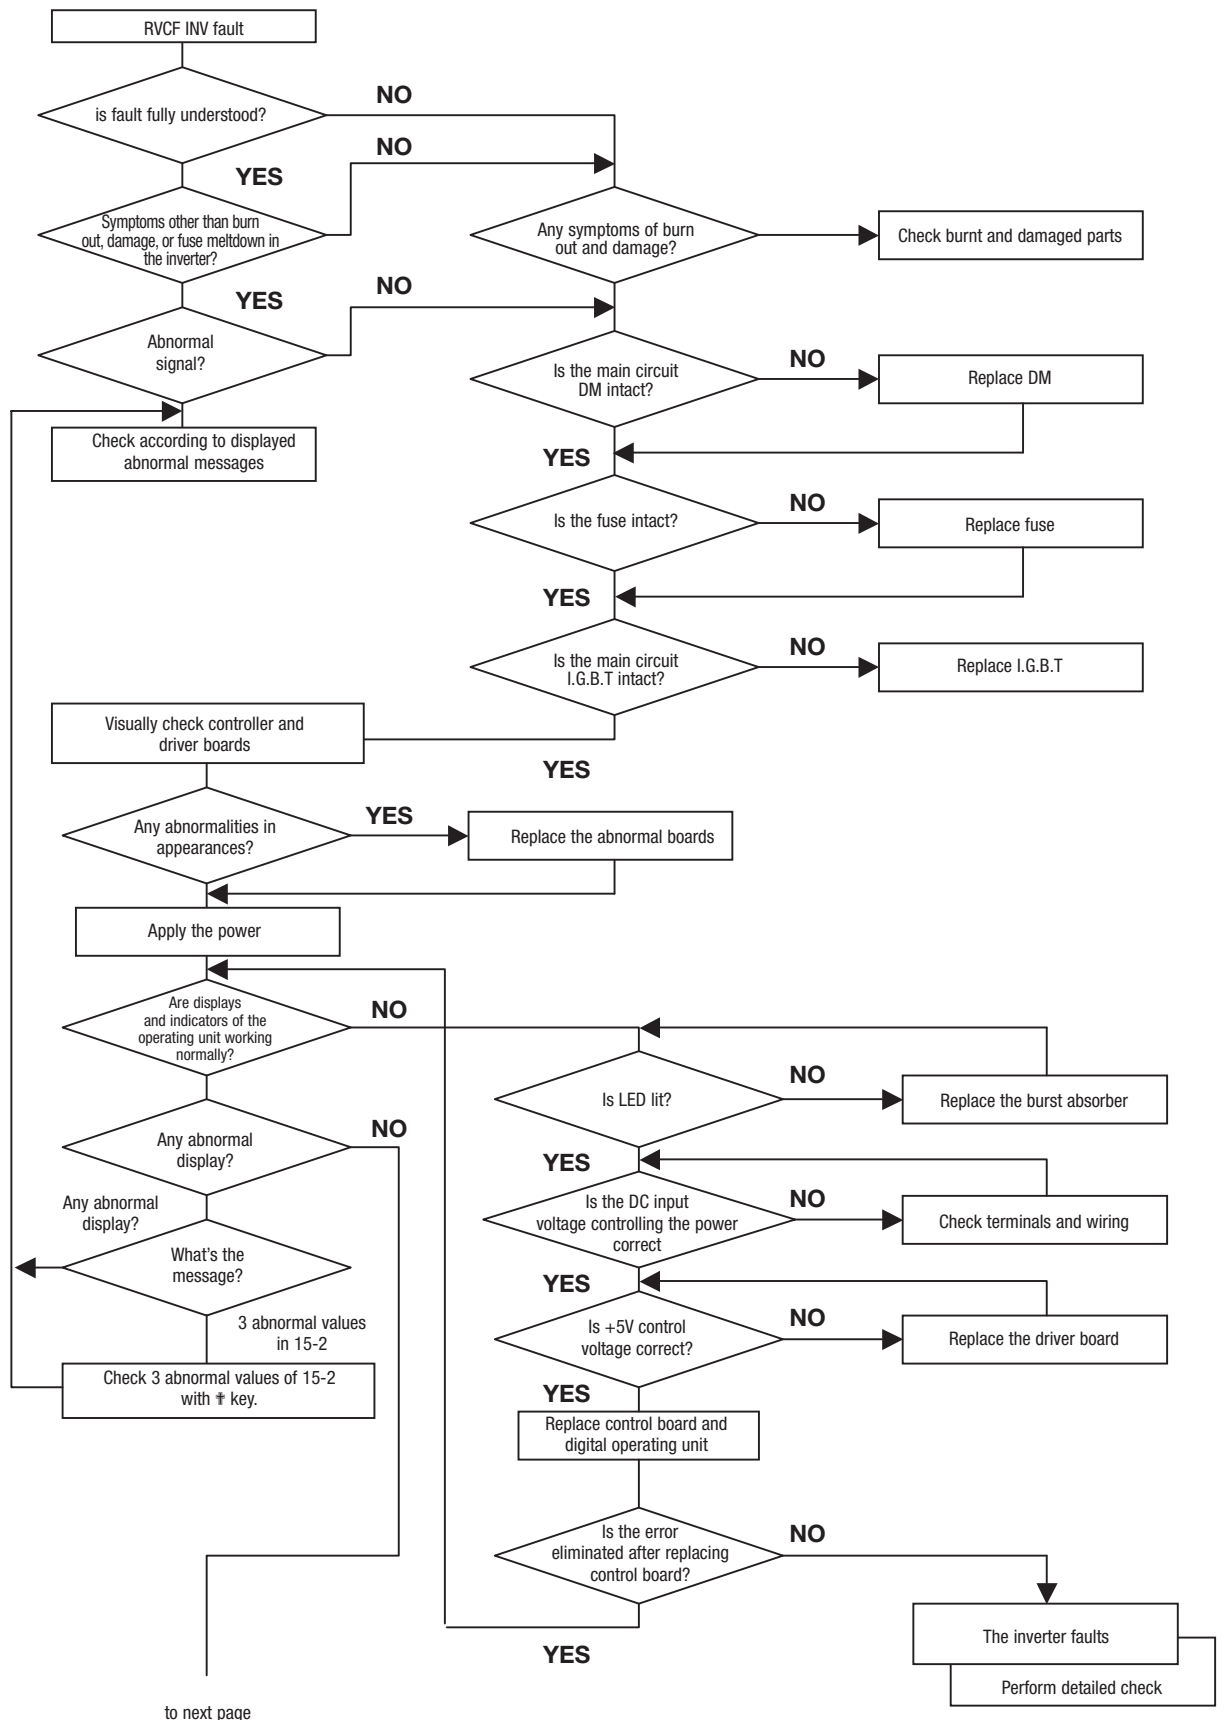 RVCF INV fault
is fault fully understood?
NO
YES
NO
Symptoms other than burn
out, damage, or fuse meltdown in
the inverter?
YES
NO
Abnormal
signal?
Check according to displayed
abnormal messages
Any symptoms of burn
out and damage?
Check burnt and damaged parts
Is the main circuit
DM intact?
NO
Replace DM
YES
Is the fuse intact?
NO
Replace fuse
YES
Is the main circuit
I.G.B.T intact?
NO
Replace I.G.B.T
YES
Visually check controller and
driver boards
Any abnormalities in
appearances?
YES
Replace the abnormal boards
Apply the power
Are displays
and indicators of the
operating unit working
normally?
NO
Any abnormal
display?
NO
Any abnormal
display?
What's the
message?
3 abnormal values
in 15-2
Check 3 abnormal values of 15-2
with key.
to next page
Is LED lit?
NO
Replace the burst absorber
YES
Is the DC input
voltage controlling the power
correct
NO
Check terminals and wiring
YES
Is +5V control
voltage correct?
NO
Replace the driver board
YES
Replace control board and
digital operating unit
Is the error
eliminated after replacing
control board?
NO
YES
The inverter faults
Perform detailed check